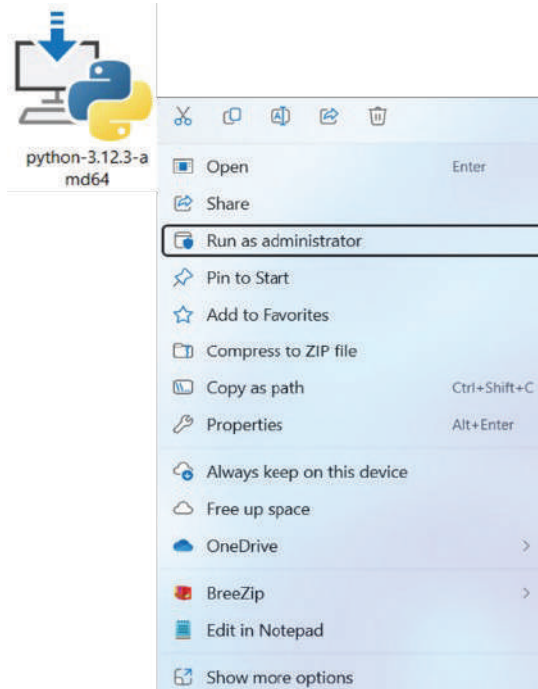 python-3.12.3-a
md64
Open Enter
Share
Run as administrator
Pin to Start
Add to Favorites
Compress to ZIP file
Copy as path Ctrl+Shift+C
Properties Alt+Enter
Always keep on this device
Free up space
OneDrive
BreeZip
Edit in Notepad
Show more options